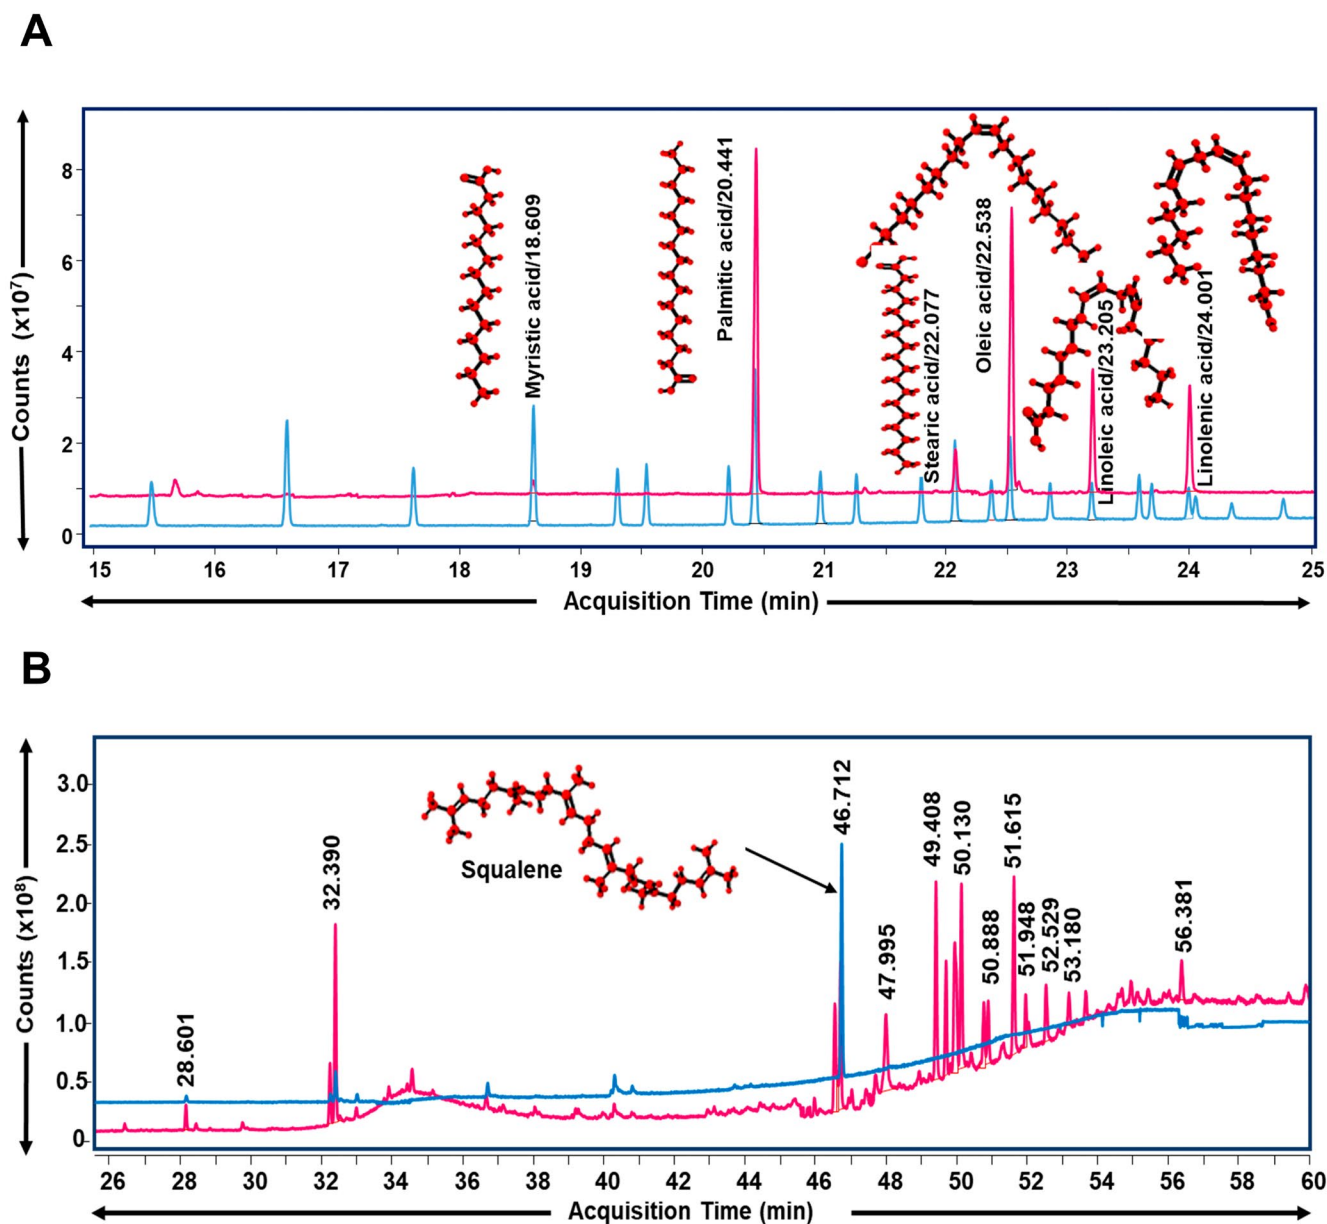 A
Counts (x10⁷)
8
6
4
2
0
Myristic acid/18.609
Palmitic acid/20.441
Stearic acid/22.077
Oleic acid/22.538
Linoleic acid/23.205
Linolenic acid/24.001
15 16 17 18 19 20 21 22 23 24 25
Acquisition Time (min)
B
Counts (x10⁸)
3.0
2.5
2.0
1.5
1.0
0.5
0
28.601
32.390
Squalene
46.712
47.995
49.408
50.130
50.888
51.615
51.948
52.529
53.180
56.381
26 28 30 32 34 36 38 40 42 44 46 48 50 52 54 56 58 60
Acquisition Time (min)